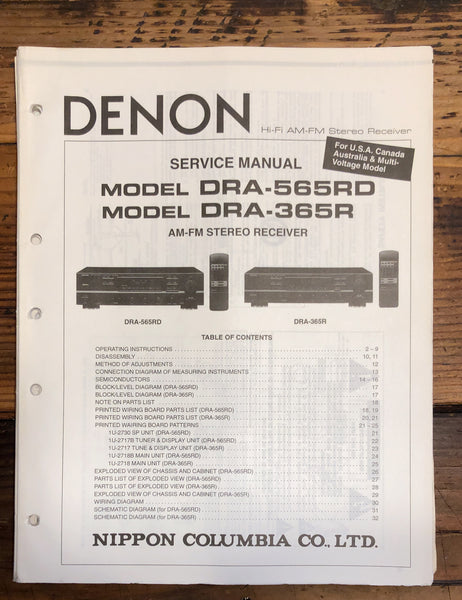 DENON
Hi-Fi AM-FM Stereo Receiver
For U.S.A. Canada
Australia & Multi-
Voltage Model
SERVICE MANUAL
MODEL DRA-565RD
MODEL DRA-365R
AM-FM STEREO RECEIVER
DRA-565RD
DRA-365R
TABLE OF CONTENTS
OPERATING INSTRUCTIONS 2 – 9
DISASSEMBLY 10, 11
METHOD OF ADJUSTMENTS 12
CONNECTION DIAGRAM OF MEASURING INSTRUMENTS 13
SEMICONDUCTORS 14 – 16
BLOCK/LEVEL DIAGRAM (DRA-565RD) 17
BLOCK/LEVEL DIAGRAM (DRA-365R) 17
NOTE ON PARTS LIST 18
PRINTED WIRING BOARD PARTS LIST (DRA-565RD) 18, 19
PRINTED WIRING BOARD PARTS LIST (DRA-365R) 20, 21
PRINTED WAIRING BOARD PATTERNS 21 – 25
1U-2730 SP UNIT (DRA-565RD) 21
1U-2717B TUNER & DISPLAY UNIT (DRA-565RD) 22
1U-2717 TUNE & DISPLAY UNIT (DRA-365R) 23
1U-2718B MAIN UNIT (DRA-565RD) 24
1U-2718 MAIN UNIT (DRA-365R) 25
EXPLODED VIEW OF CHASSIS AND CABINET (DRA-565RD) 26
PARTS LIST OF EXPLODED VIEW (DRA-565RD) 27
PARTS LIST OF EXPLODED VIEW (DRA-365R) 28
EXPLODED VIEW OF CHASSIS AND CABINET (DRA-365R) 29
WIRING DIAGRAM 30
SCHEMATIC DIAGRAM (for DRA-565RD) 31
SCHEMATIC DIAGRAM (for DRA-365R) 32
NIPPON COLUMBIA CO., LTD.